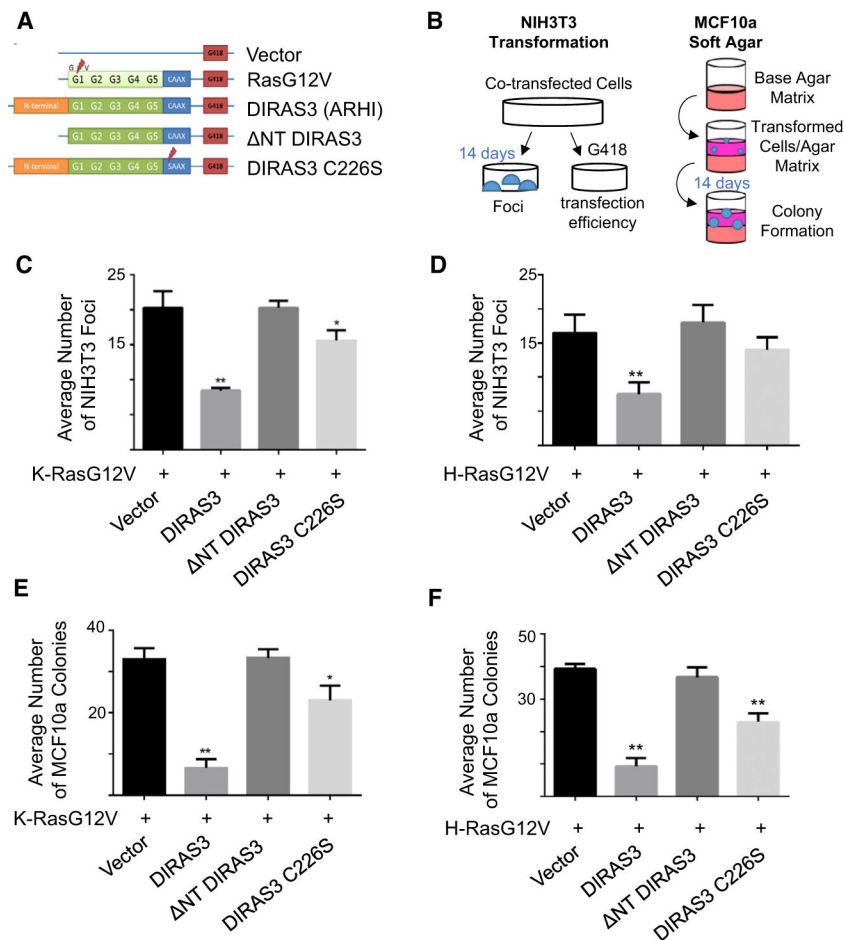 A
G418
Vector
G V
G1 G2 G3 G4 G5 CAAX G418
RasG12V
N-terminal G1 G2 G3 G4 G5 CAAX G418
DIRAS3 (ARHI)
G1 G2 G3 G4 G5 CAAX G418
ΔNT DIRAS3
N-terminal G1 G2 G3 G4 G5 SAAX G418
DIRAS3 C226S
B
NIH3T3
Transformation
Co-transfected Cells
14 days
G418
Foci
transfection
efficiency
MCF10a
Soft Agar
Base Agar
Matrix
Transformed
Cells/Agar
Matrix
14 days
Colony
Formation
C
Average Number
of NIH3T3 Foci
25
15
**
*
K-RasG12V + + + +
Vector
DIRAS3
ΔNT DIRAS3
DIRAS3 C226S
D
Average Number
of NIH3T3 Foci
25
15
**
H-RasG12V + + + +
Vector
DIRAS3
ΔNT DIRAS3
DIRAS3 C226S
E
Average Number
of MCF10a Colonies
40
20
**
*
K-RasG12V + + + +
Vector
DIRAS3
ΔNT DIRAS3
DIRAS3 C226S
F
Average Number
of MCF10a Colonies
50
30
**
**
H-RasG12V + + + +
Vector
DIRAS3
ΔNT DIRAS3
DIRAS3 C226S